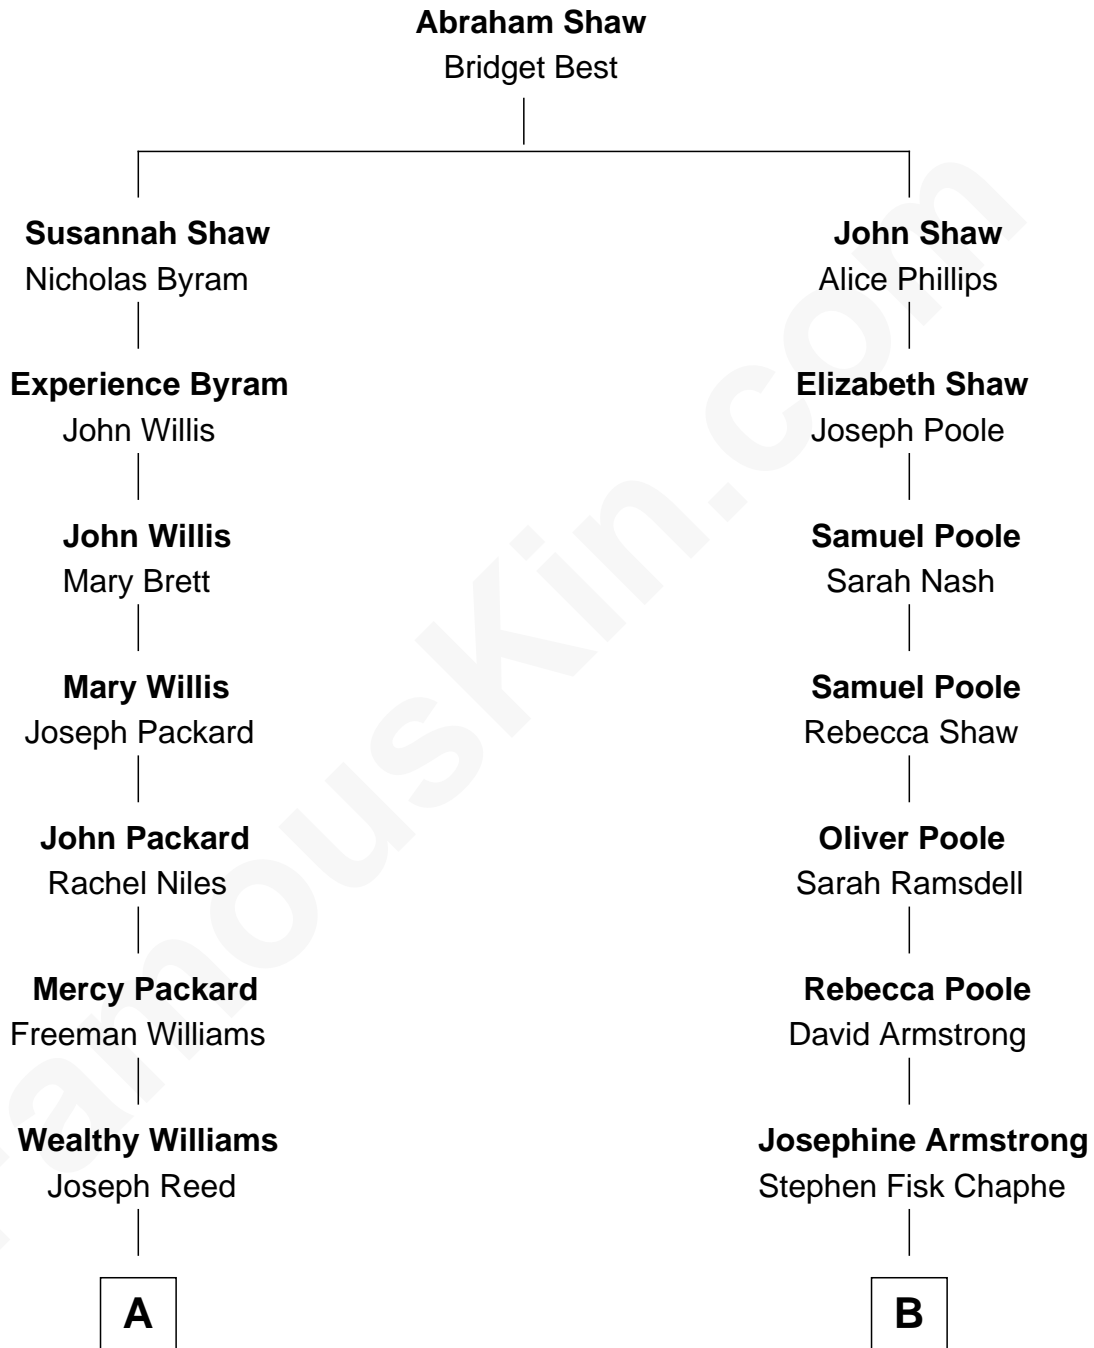 Abraham Shaw
Bridget Best
Susannah Shaw
Nicholas Byram
John Shaw
Alice Phillips
Experience Byram
John Willis
Elizabeth Shaw
Joseph Poole
John Willis
Mary Brett
Samuel Poole
Sarah Nash
Mary Willis
Joseph Packard
Samuel Poole
Rebecca Shaw
John Packard
Rachel Niles
Oliver Poole
Sarah Ramsdell
Mercy Packard
Freeman Williams
Rebecca Poole
David Armstrong
Wealthy Williams
Joseph Reed
Josephine Armstrong
Stephen Fisk Chaphe
A
B
FamousKin.com